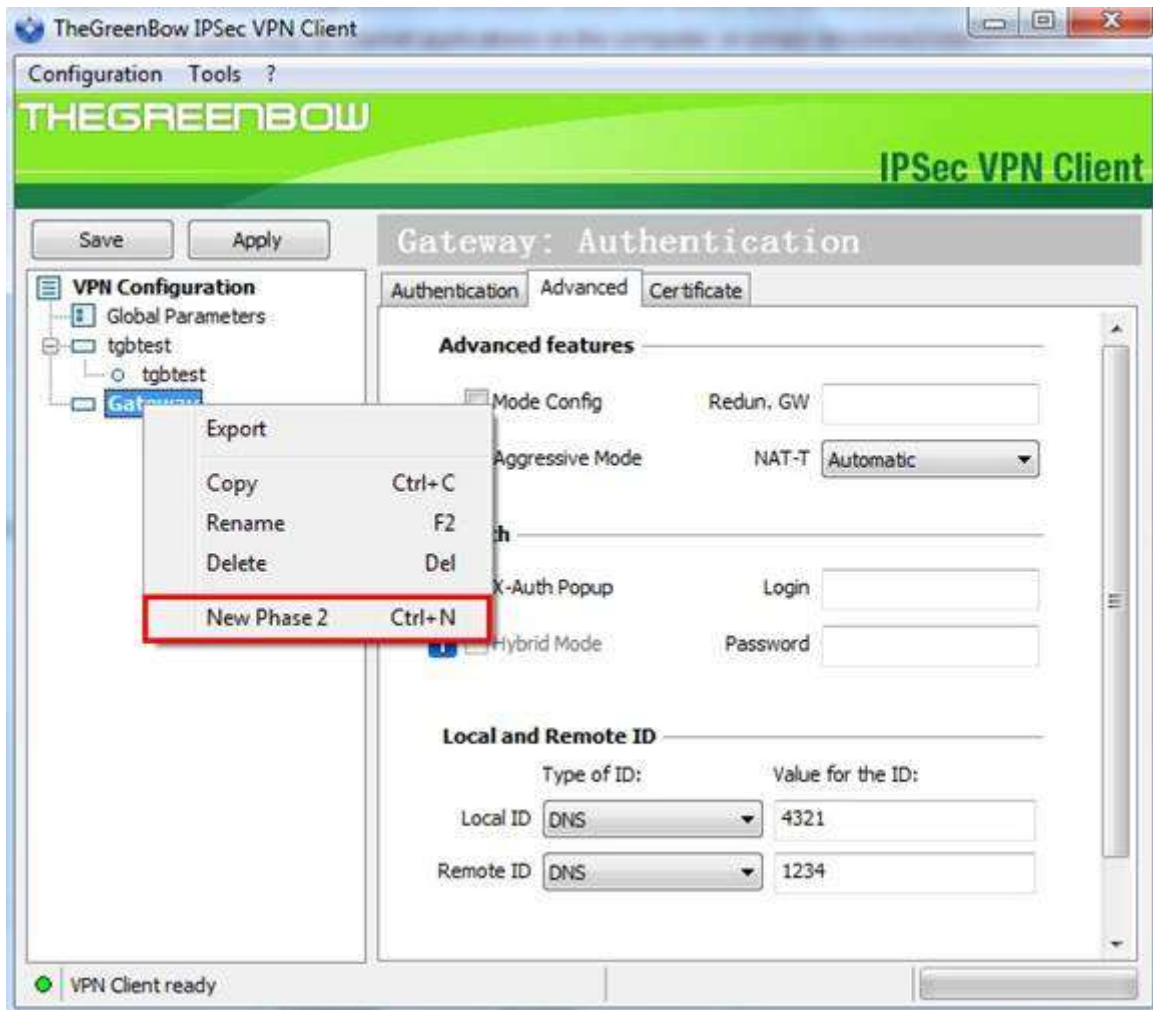 TheGreenBow IPSec VPN Client
Configuration Tools ?
THEGREENBOW
IPSec VPN Client
Save Apply
Gateway: Authentication
VPN Configuration
Global Parameters
tgbtest
tgbtest
Gateway
Export
Copy Ctrl+C
Rename F2
Delete Del
New Phase 2 Ctrl+N
Authentication Advanced Certificate
Advanced features
Mode Config Redun. GW
Aggressive Mode NAT-T Automatic
X-Auth Popup Login
Hybrid Mode Password
Local and Remote ID
Type of ID: Value for the ID:
Local ID DNS 4321
Remote ID DNS 1234
VPN Client ready